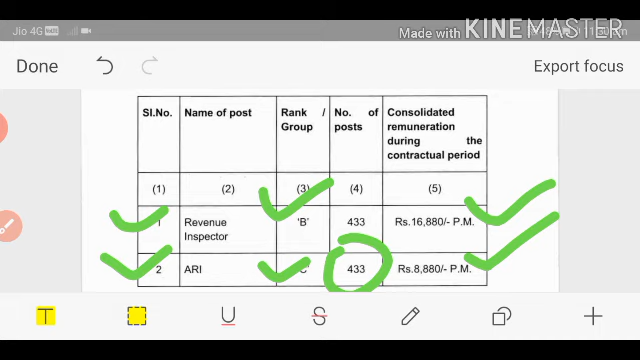 Jio 4G VoLTE
Made with KINEMASTER
Done
Export focus
Sl.No. Name of post Rank / Group No. of posts Consolidated remuneration during the contractual period
(1) (2) (3) (4) (5)
1 Revenue Inspector 'B' 433 Rs.16,880/- P.M.
2 ARI 'C' 433 Rs.8,880/- P.M.
T U S